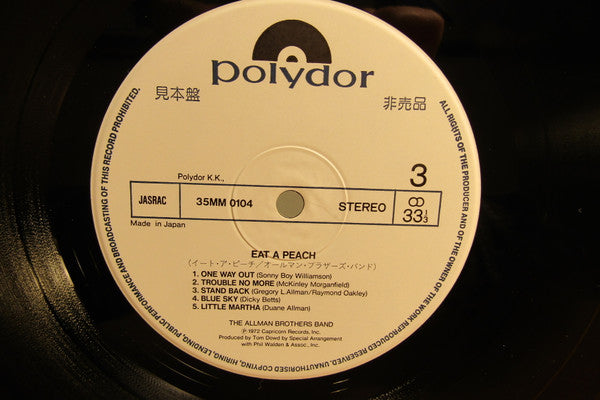 polydor
見本盤
非売品
Polydor K.K.,
3
JASRAC
35MM 0104
STEREO
33 1/3
Made in Japan
EAT A PEACH
(イート・ア・ピーチ/オールマン・ブラザーズ・バンド)
1. ONE WAY OUT (Sonny Boy Williamson)
2. TROUBLE NO MORE (McKinley Morganfield)
3. STAND BACK (Gregory L Allman/Raymond Oakley)
4. BLUE SKY (Dicky Betts)
5. LITTLE MARTHA (Duane Allman)
THE ALLMAN BROTHERS BAND
Ⓟ 1972 Capricorn Records, Inc.
Produced by Tom Dowd by Special Arrangement
with Phil Walden & Assoc., Inc.
ALL RIGHTS OF THE PRODUCER AND OF THE OWNER OF THE WORK REPRODUCED RESERVED. UNAUTHORISED COPYING, HIRING, LENDING, PUBLIC PERFORMANCE AND BROADCASTING OF THIS RECORD PROHIBITED.